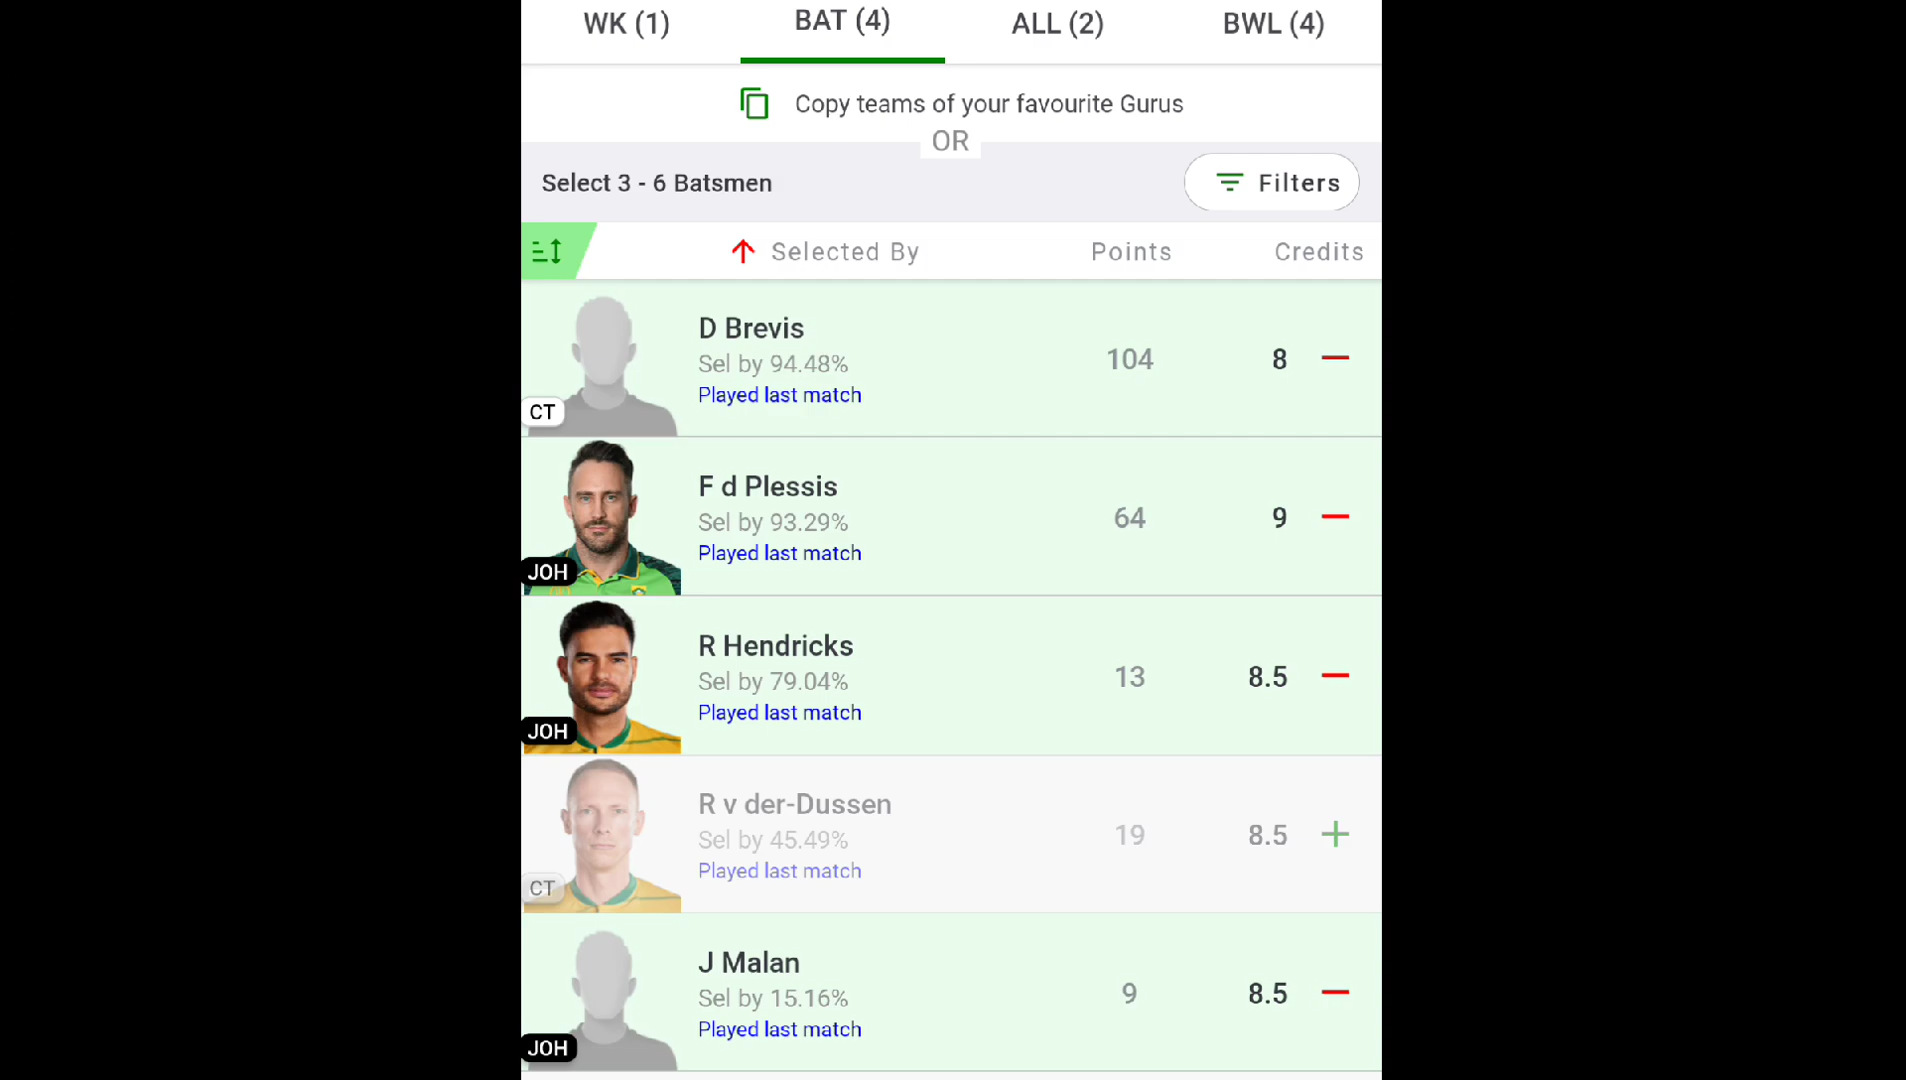 WK (1) BAT (4) ALL (2) BWL (4)
Copy teams of your favourite Gurus
OR
Select 3 - 6 Batsmen Filters
Selected By Points Credits
D Brevis
Sel by 94.48% 104 8
Played last match
CT
F d Plessis
Sel by 93.29% 64 9
Played last match
JOH
R Hendricks
Sel by 79.04% 13 8.5
Played last match
JOH
R v der-Dussen
Sel by 45.49% 19 8.5
Played last match
CT
J Malan
Sel by 15.16% 9 8.5
Played last match
JOH